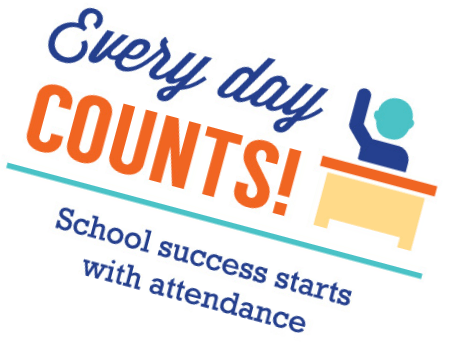 Every day
COUNTS!
School success starts
with attendance